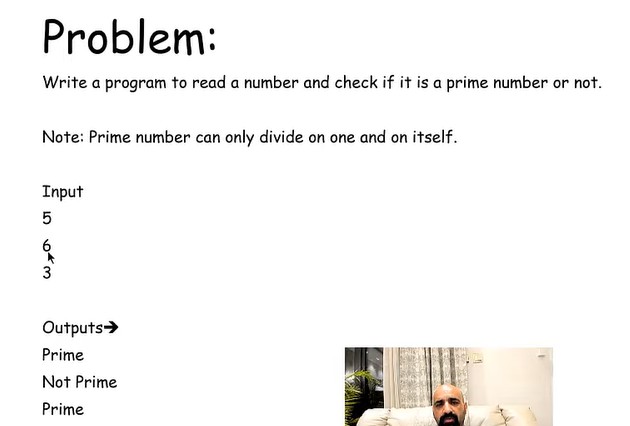 Problem:
Write a program to read a number and check if it is a prime number or not.
Note: Prime number can only divide on one and on itself.
Input
5
6
3
Outputs➔
Prime
Not Prime
Prime